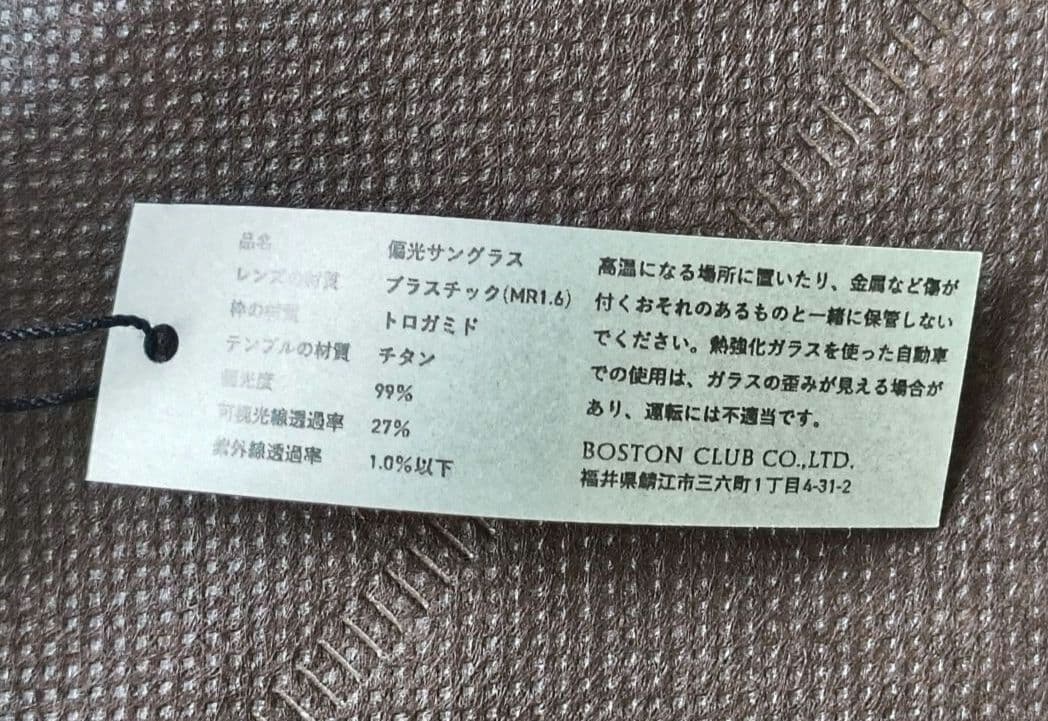 品名 偏光サングラス
レンズの材質 プラスチック(MR1.6)
枠の材質 トロガミド
テンプルの材質 チタン
偏光度 99%
可視光線透過率 27%
紫外線透過率 1.0%以下
高温になる場所に置いたり、金属など傷が
付くおそれのあるものと一緒に保管しない
でください。熱強化ガラスを使った自動車
での使用は、ガラスの歪みが見える場合が
あり、運転には不適当です。
BOSTON CLUB CO.,LTD.
福井県鯖江市三六町1丁目4-31-2